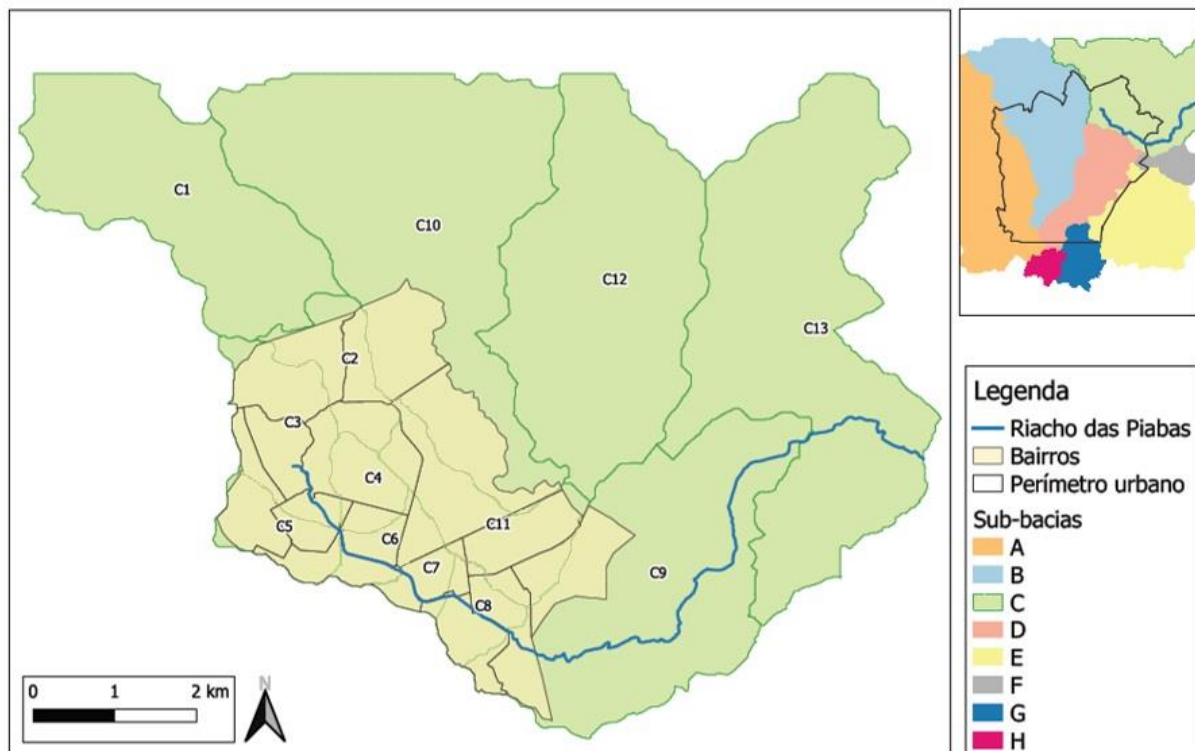 C1
C10
C12
C13
C2
C3
C4
C5
C6
C11
C7
C9
C8
0 1 2 km
N
Legenda
Riacho das Piabas
Bairros
Perímetro urbano
Sub-bacias
A
B
C
D
E
F
G
H